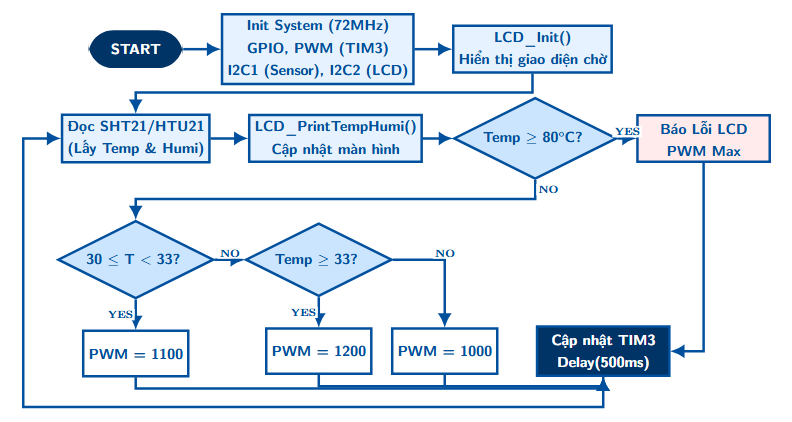 START
Init System (72MHz)
GPIO, PWM (TIM3)
I2C1 (Sensor), I2C2 (LCD)
LCD_Init()
Hiển thị giao diện chờ
Đọc SHT21/HTU21
(Lấy Temp & Humi)
LCD_PrintTempHumi()
Cập nhật màn hình
Temp ≥ 80°C?
YES
Báo Lỗi LCD
PWM Max
NO
30 ≤ T < 33?
NO
Temp ≥ 33?
NO
YES
YES
PWM = 1100
PWM = 1200
PWM = 1000
Cập nhật TIM3
Delay(500ms)